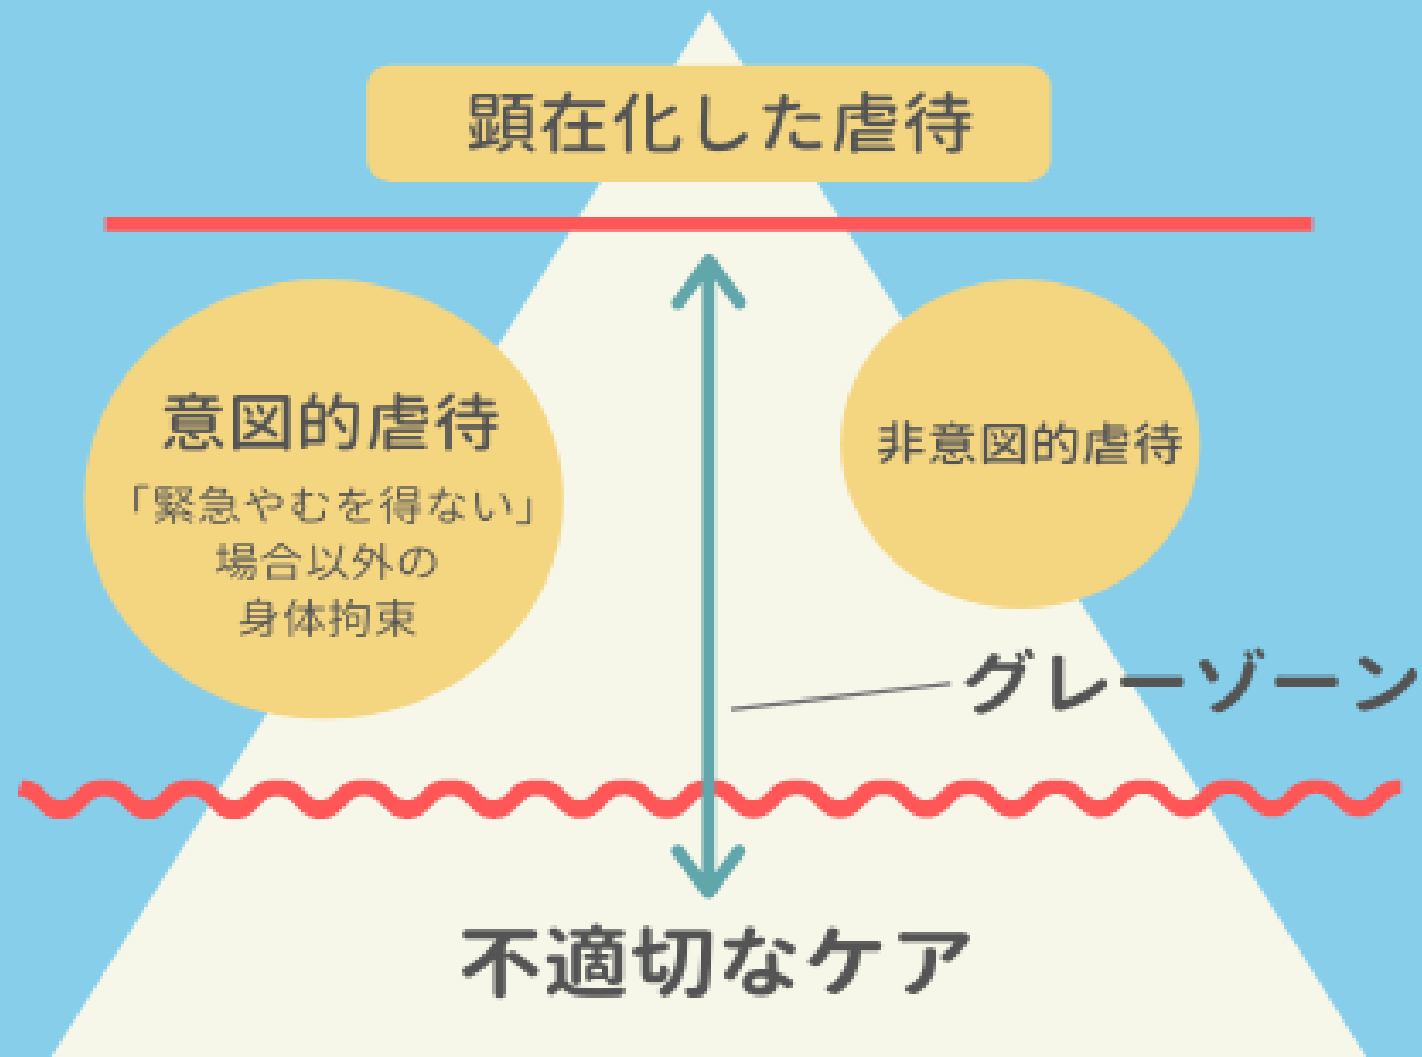 顕在化した虐待
意図的虐待
「緊急やむを得ない」
場合以外の
身体拘束
非意図的虐待
グレーゾーン
不適切なケア